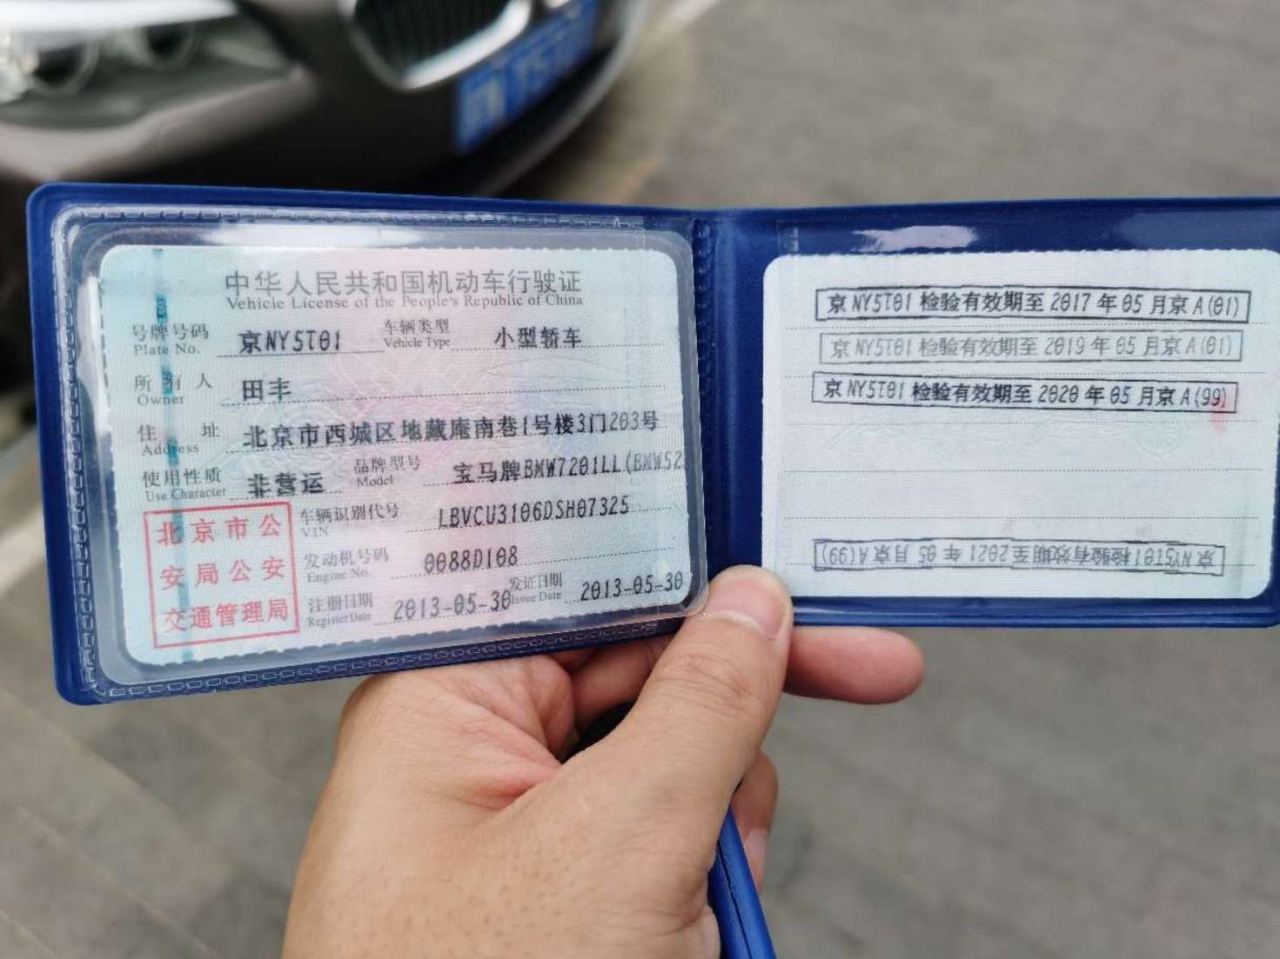 中华人民共和国机动车行驶证
Vehicle License of the People's Republic of China
号牌号码 京NY5T01 车辆类型 小型轿车
Plate No. Vehicle Type
所有人 田丰
Owner
住址 北京市西城区地藏庵南巷1号楼3门203号
Address
使用性质 非营运 品牌型号 宝马牌BMW7201LL(BMW52
Use Character Model
北京市公
安局公安
交通管理局
车辆识别代号 LBVCU3106DSH07325
VIN
发动机号码 0088D108
Engine No.
注册日期 2013-05-30 发证日期 2013-05-30
Register Date Issue Date
京NY5T01检验有效期至2017年05月京A(01)
京NY5T01检验有效期至2019年05月京A(01)
京NY5T01检验有效期至2020年05月京A(99)
京NY5T01检验有效期至2021年05月京A(99)